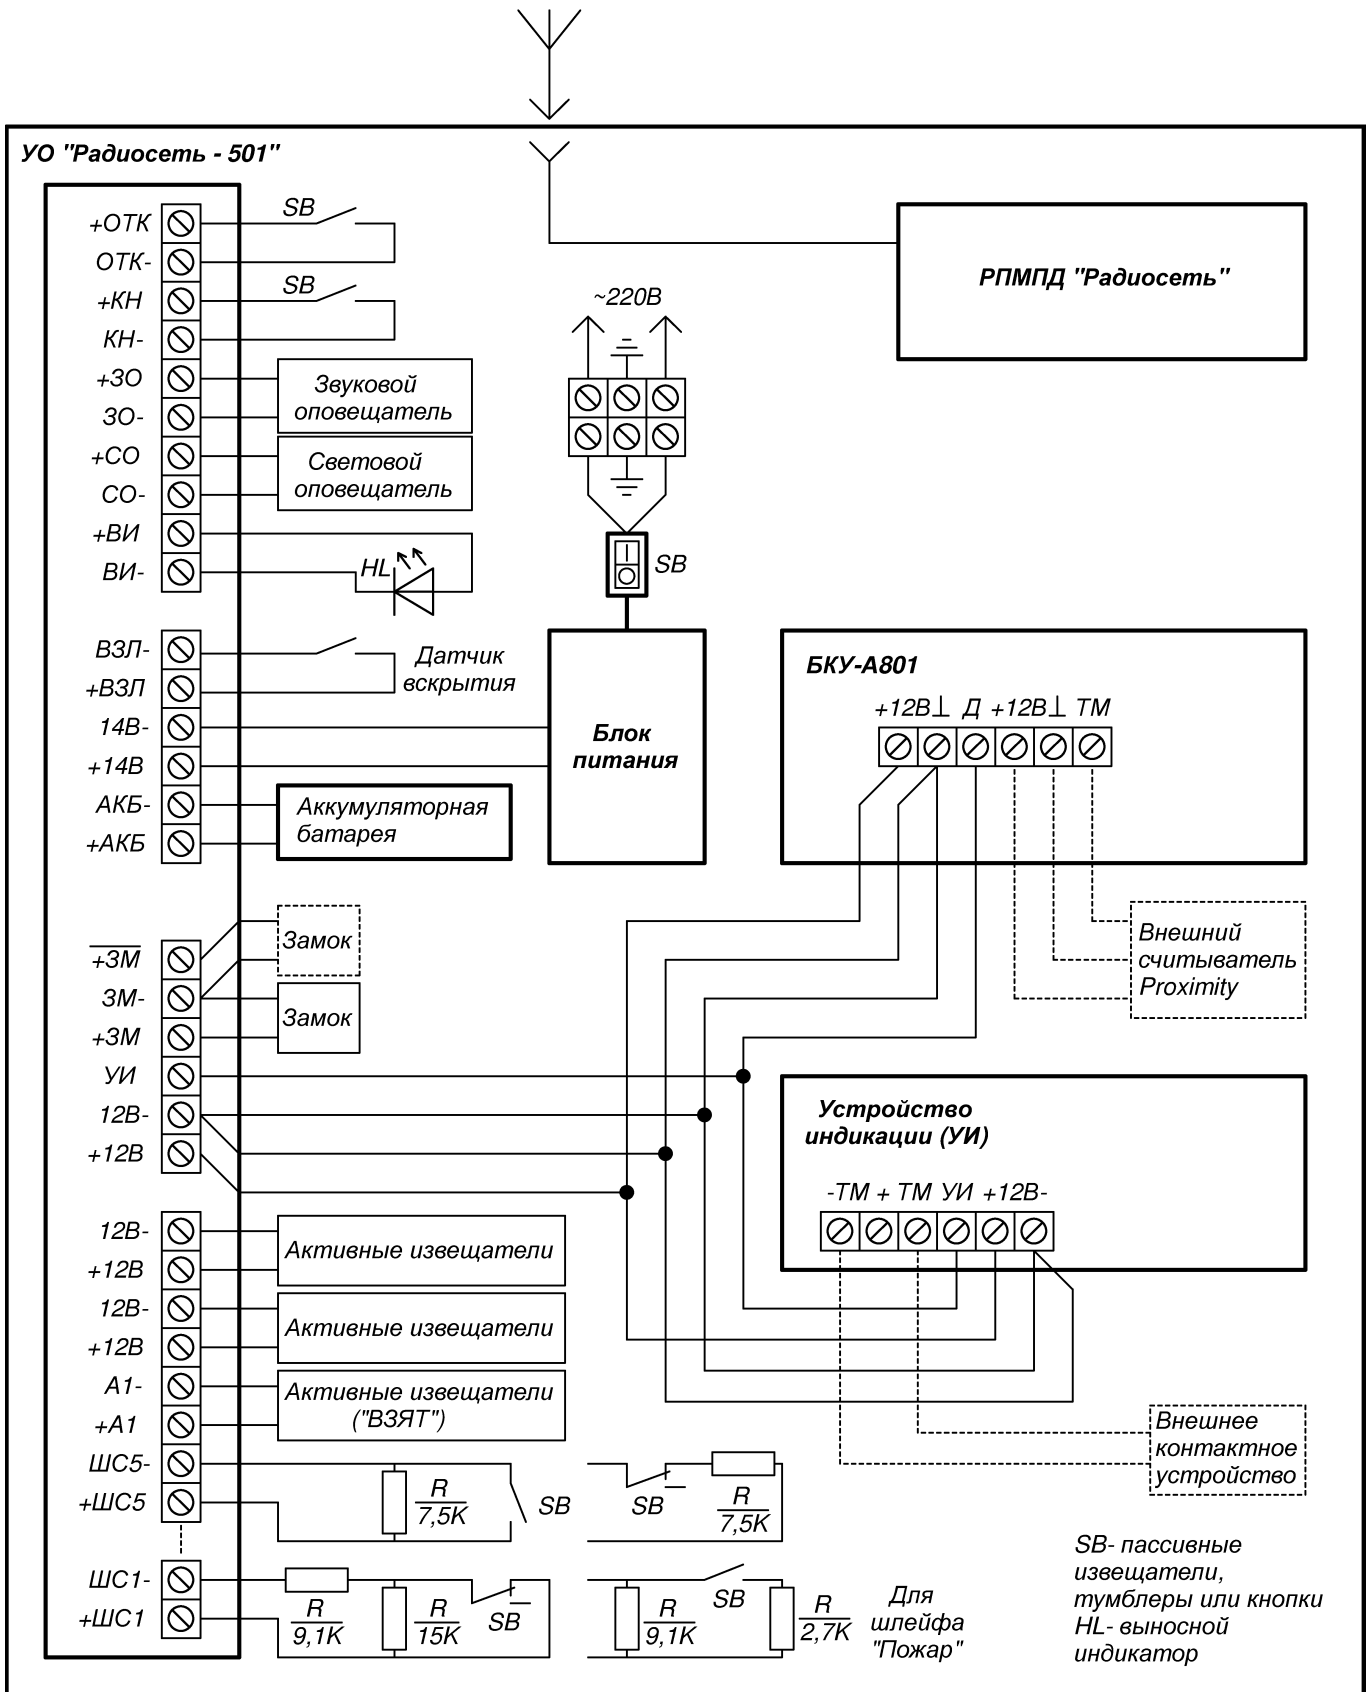 УО "Радиосеть - 501"
+ОТК
SB
ОТК-
+КН
SB
КН-
+ЗО
ЗО-
Звуковой
оповещатель
+СО
СО-
Световой
оповещатель
+ВИ
ВИ-
HL
~220В
SB
РПМПД "Радиосеть"
ВЗЛ-
+ВЗЛ
Датчик
вскрытия
14В-
+14В
Блок
питания
АКБ-
+АКБ
Аккумуляторная
батарея
БКУ-А801
+12В⊥ Д +12В⊥ ТМ
Внешний
считыватель
Proximity
+ЗМ
ЗМ-
+ЗМ
Замок
Замок
УИ
12В-
+12В
Устройство
индикации (УИ)
-ТМ + ТМ УИ +12В-
12В-
+12В
Активные извещатели
12В-
+12В
Активные извещатели
А1-
+А1
Активные извещатели
("ВЗЯТ")
Внешнее
контактное
устройство
ШС5-
+ШС5
R
7,5K
SB
SB
R
7,5K
ШС1-
+ШС1
R
9,1K
R
15K
SB
R
9,1K
SB
R
2,7K
Для
шлейфа
"Пожар"
SB- пассивные
извещатели,
тумблеры или кнопки
HL- выносной
индикатор